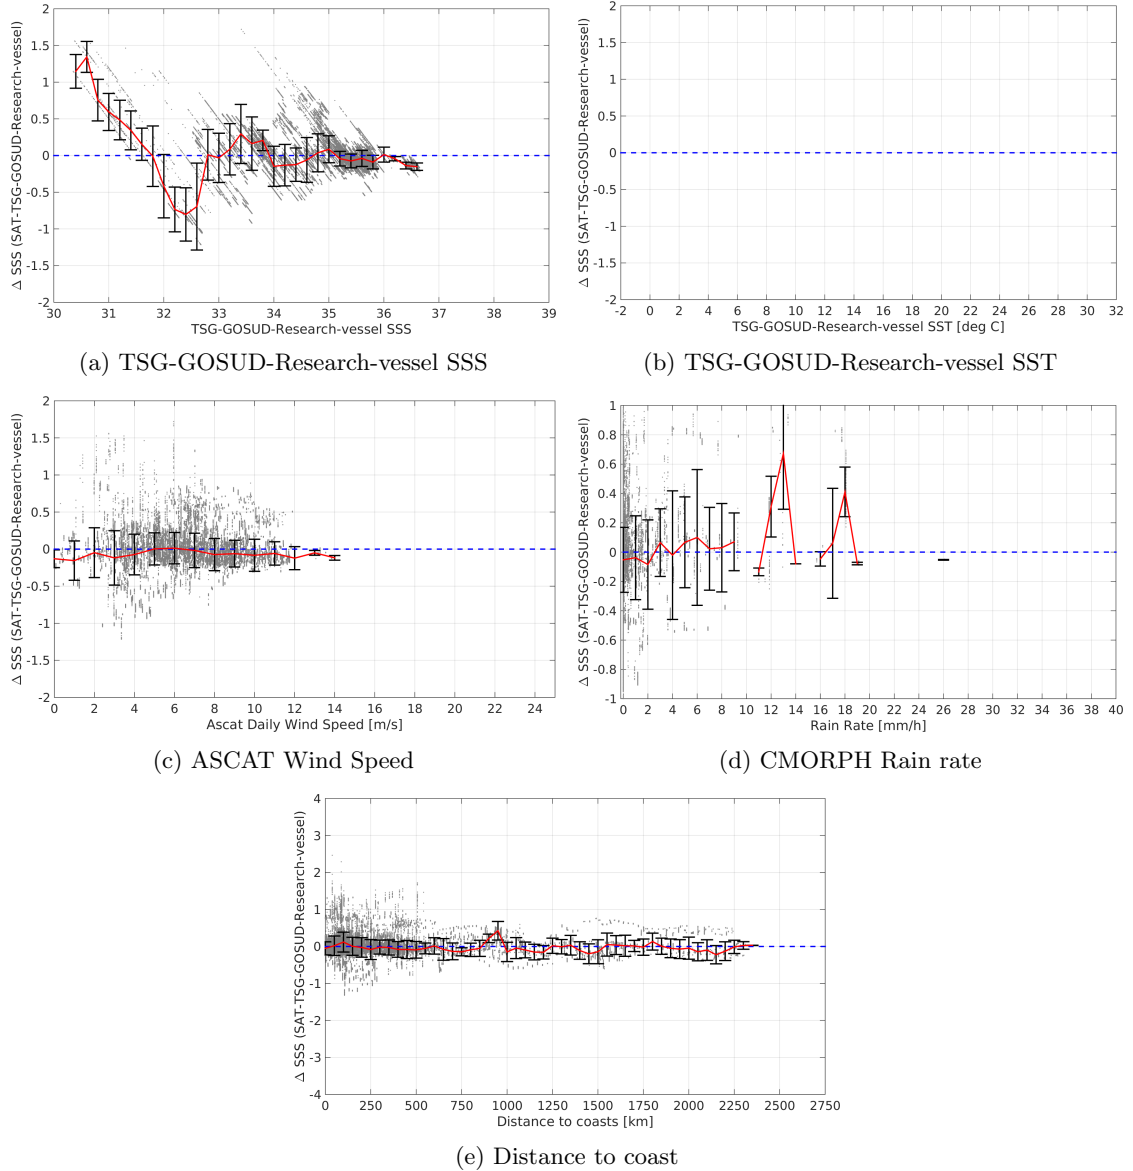 Δ SSS (SAT-TSG-GOSUD-Research-vessel)
2
1.5
1
0.5
0
-0.5
-1
-1.5
-2
30 31 32 33 34 35 36 37 38 39
TSG-GOSUD-Research-vessel SSS
(a) TSG-GOSUD-Research-vessel SSS
Δ SSS (SAT-TSG-GOSUD-Research-vessel)
2
1.5
1
0.5
0
-0.5
-1
-1.5
-2
-2 0 2 4 6 8 10 12 14 16 18 20 22 24 26 28 30 32
TSG-GOSUD-Research-vessel SST [deg C]
(b) TSG-GOSUD-Research-vessel SST
Δ SSS (SAT-TSG-GOSUD-Research-vessel)
2
1.5
1
0.5
0
-0.5
-1
-1.5
-2
0 2 4 6 8 10 12 14 16 18 20 22 24
Ascat Daily Wind Speed [m/s]
(c) ASCAT Wind Speed
Δ SSS (SAT-TSG-GOSUD-Research-vessel)
1
0.8
0.6
0.4
0.2
0
-0.2
-0.4
-0.6
-0.8
-1
0 2 4 6 8 10 12 14 16 18 20 22 24 26 28 30 32 34 36 38 40
Rain Rate [mm/h]
(d) CMORPH Rain rate
Δ SSS (SAT-TSG-GOSUD-Research-vessel)
4
3
2
1
0
-1
-2
-3
-4
0 250 500 750 1000 1250 1500 1750 2000 2250 2500 2750
Distance to coasts [km]
(e) Distance to coast